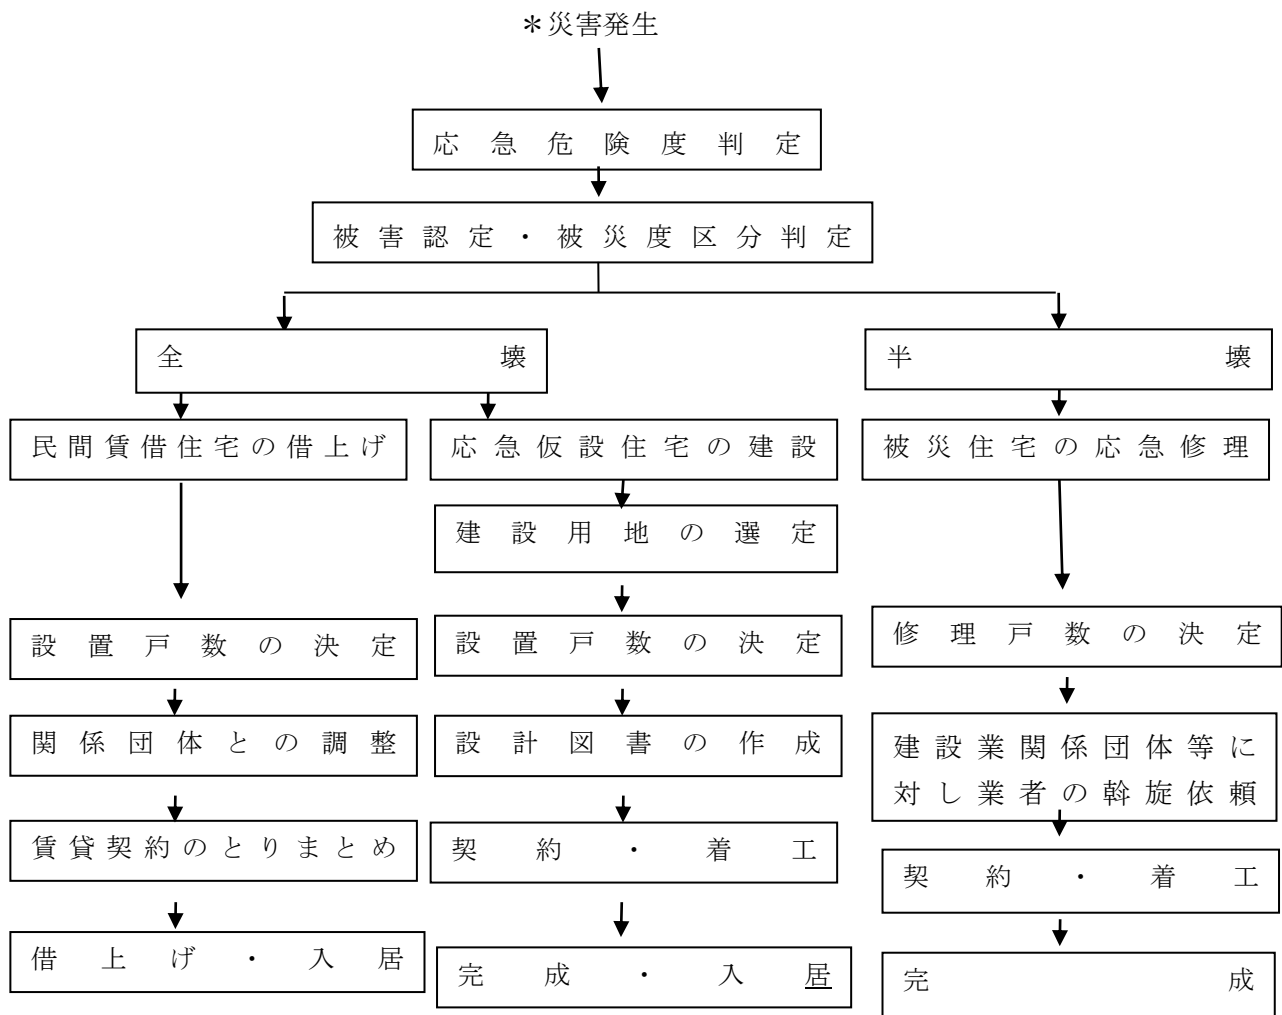 ＊災害発生
応急危険度判定
被害認定・被災度区分判定
全壊
半壊
民間賃借住宅の借上げ
応急仮設住宅の建設
被災住宅の応急修理
建設用地の選定
設置戸数の決定
設置戸数の決定
修理戸数の決定
関係団体との調整
設計図書の作成
建設業関係団体等に
対し業者の斡旋依頼
賃貸契約のとりまとめ
契約・着工
契約・着工
借上げ・入居
完成・入居
完成